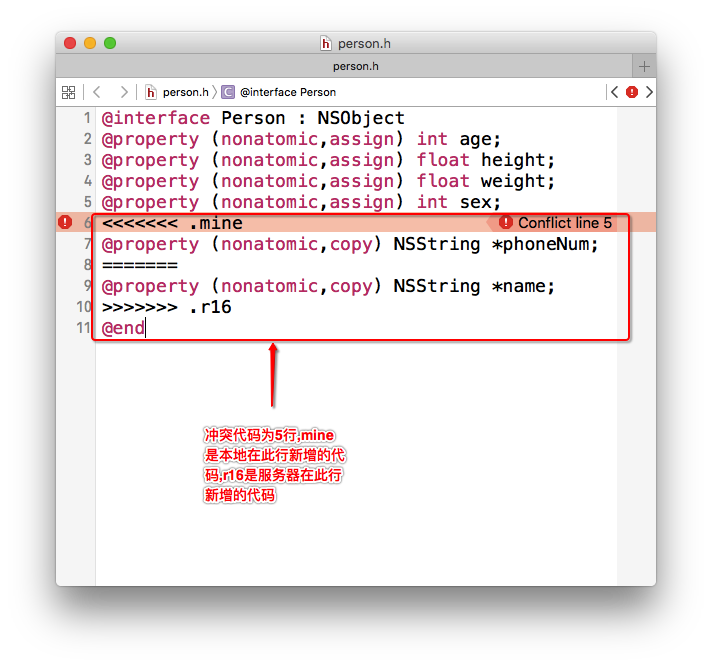 person.h
person.h
person.h
@interface Person
1 @interface Person : NSObject
2 @property (nonatomic,assign) int age;
3 @property (nonatomic,assign) float height;
4 @property (nonatomic,assign) float weight;
5 @property (nonatomic,assign) int sex;
6 <<<<<<< .mine
Conflict line 5
7 @property (nonatomic,copy) NSString *phoneNum;
8 =======
9 @property (nonatomic,copy) NSString *name;
10 >>>>>>> .r16
11 @end
冲突代码为5行,mine
是本地在此行新增的代
码,r16是服务器在此行
新增的代码